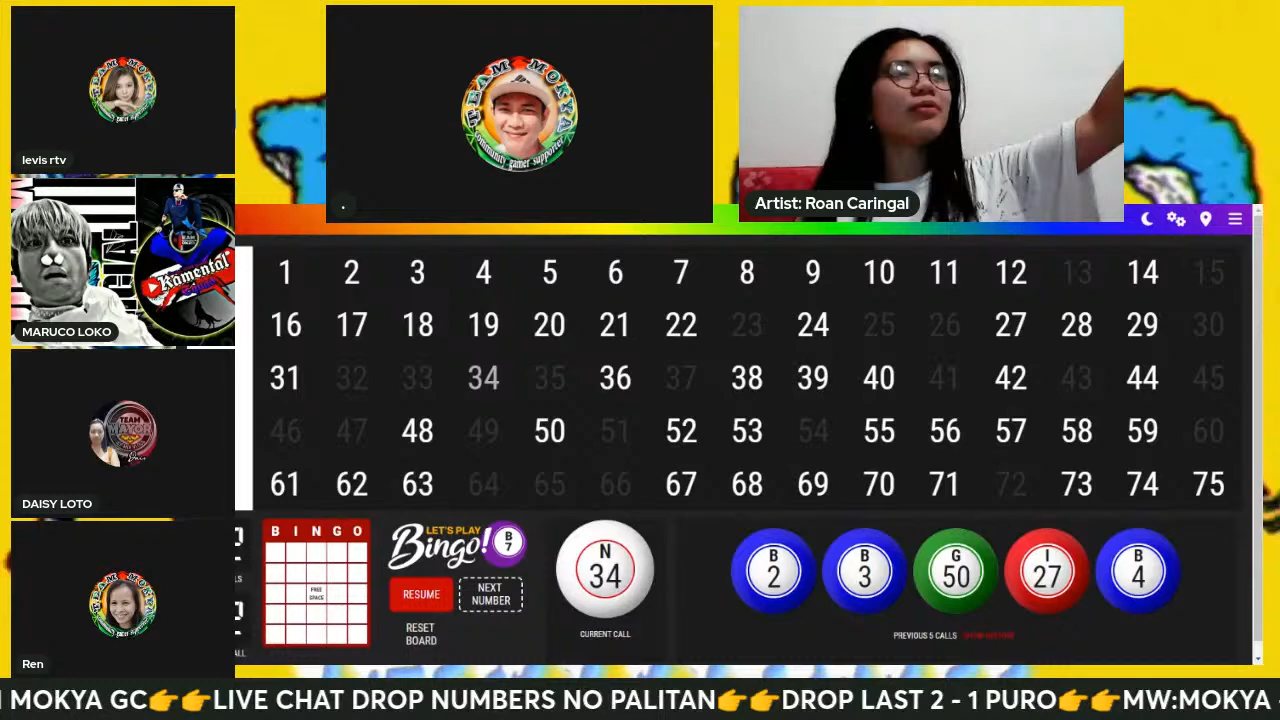 levis rtv
TEAM MOKYA
community gamer supporter
.
Artist: Roan Caringal
Kamental
MARUCO LOKO
TEAM
MAYOR
DAISY LOTO
Ren
1 2 3 4 5 6 7 8 9 10 11 12 13 14 15
16 17 18 19 20 21 22 23 24 25 26 27 28 29 30
31 32 33 34 35 36 37 38 39 40 41 42 43 44 45
46 47 48 49 50 51 52 53 54 55 56 57 58 59 60
61 62 63 64 65 66 67 68 69 70 71 72 73 74 75
B I N G O
FREE
SPACE
LET'S PLAY
Bingo!
B
7
RESUME
NEXT
NUMBER
RESET
BOARD
N
34
CURRENT CALL
B
2
B
3
G
50
I
27
B
4
PREVIOUS 5 CALLS
MOKYA GC👉👉LIVE CHAT DROP NUMBERS NO PALITAN👉👉DROP LAST 2 - 1 PURO👉👉MW:MOKYA